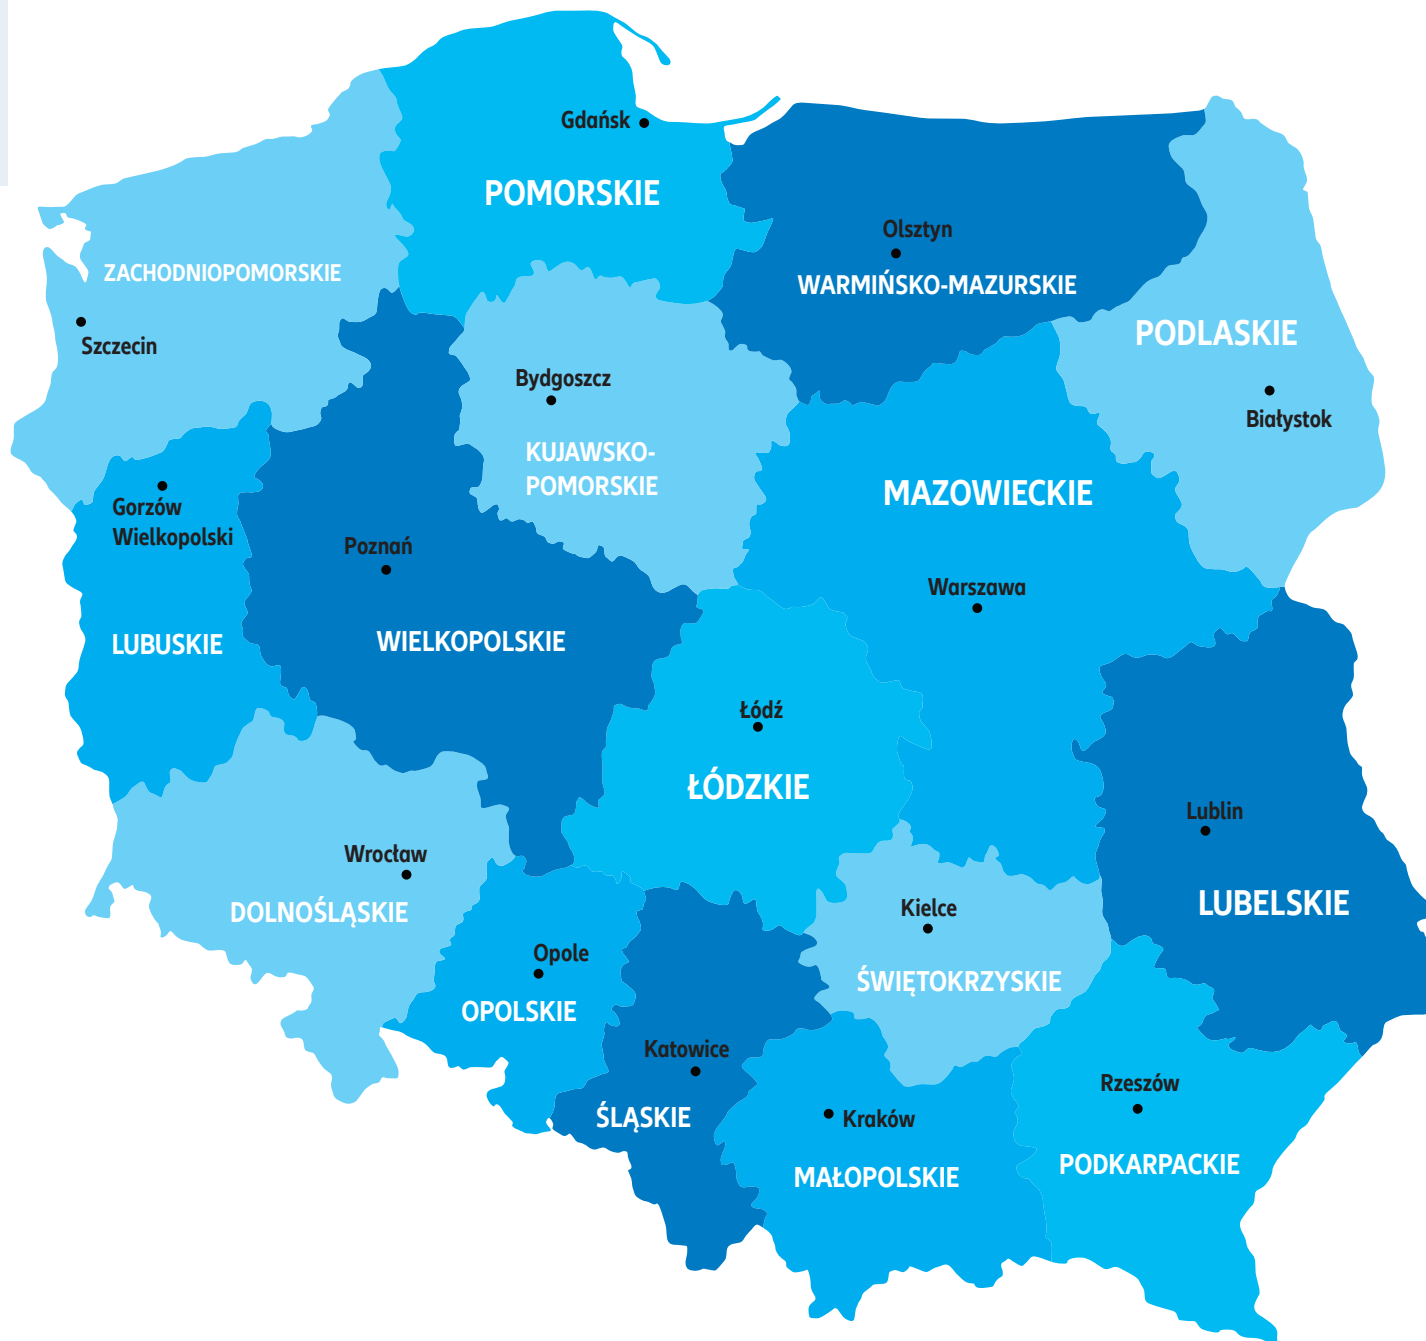 Gdańsk
POMORSKIE
Olsztyn
ZACHODNIOPOMORSKIE
WARMIŃSKO-MAZURSKIE
PODLASKIE
Szczecin
Bydgoszcz
Białystok
KUJAWSKO-
POMORSKIE
MAZOWIECKIE
Gorzów
Wielkopolski
Poznań
Warszawa
LUBUSKIE
WIELKOPOLSKIE
Łódź
ŁÓDZKIE
Lublin
Wrocław
LUBELSKIE
DOLNOŚLĄSKIE
Kielce
Opole
ŚWIĘTOKRZYSKIE
OPOLSKIE
Katowice
Rzeszów
ŚLĄSKIE
Kraków
PODKARPACKIE
MAŁOPOLSKIE